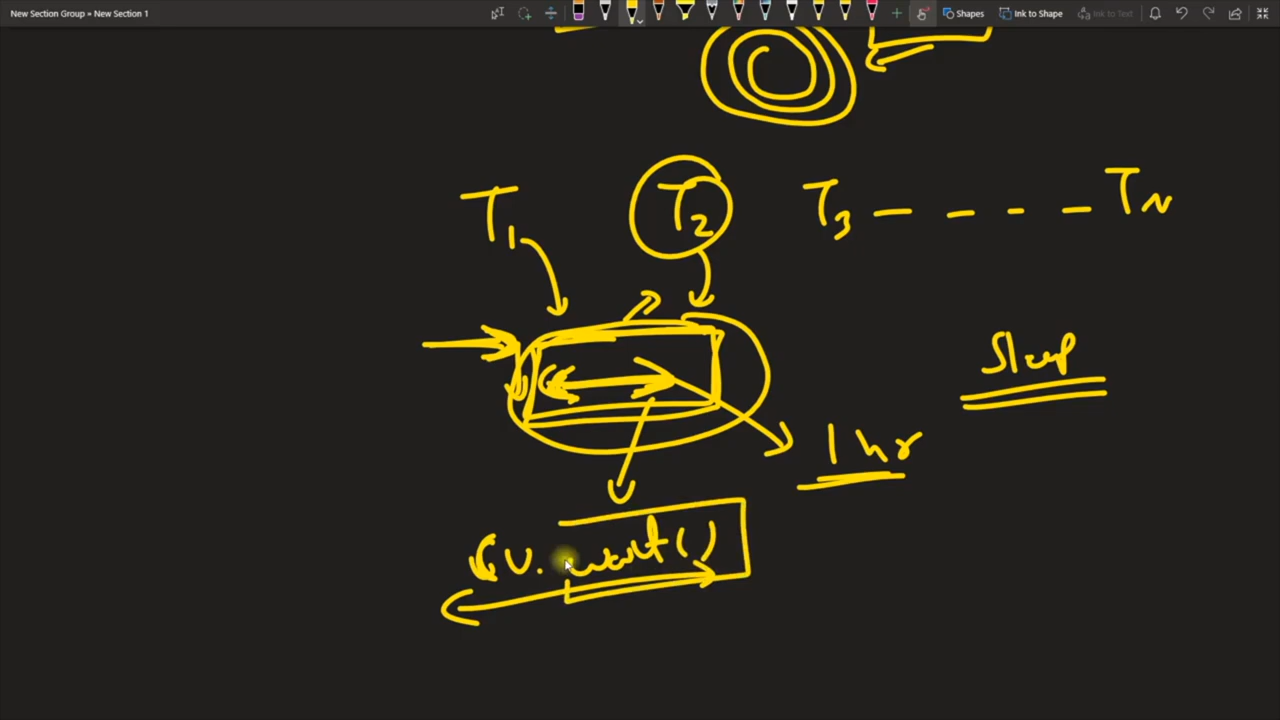 New Section Group » New Section 1
Shapes
Ink to Shape
Ink to Text
T1 T2 T3 - - - - TN
Sleep
1 hr
CV. wait()